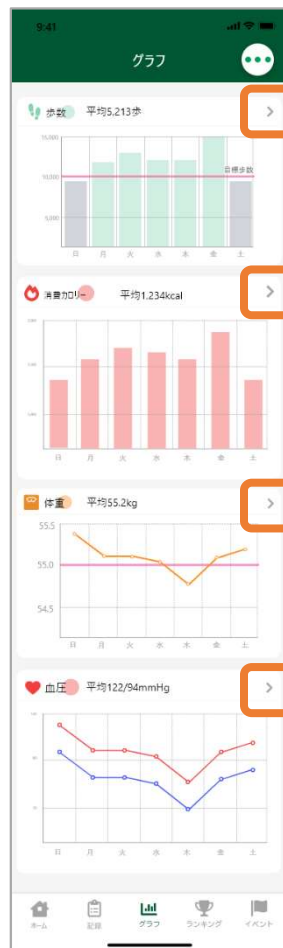 9:41
グラフ
歩数 平均5,213歩
15,000
目標歩数
10,000
5,000
日 月 火 水 木 金 土
消費カロリー 平均1,234kcal
日 月 火 水 木 金 土
体重 平均55.2kg
55.5
55.0
54.5
日 月 火 水 木 金 土
血圧 平均122/94mmHg
日 月 火 水 木 金 土
ホーム 記録 グラフ ランキング イベント